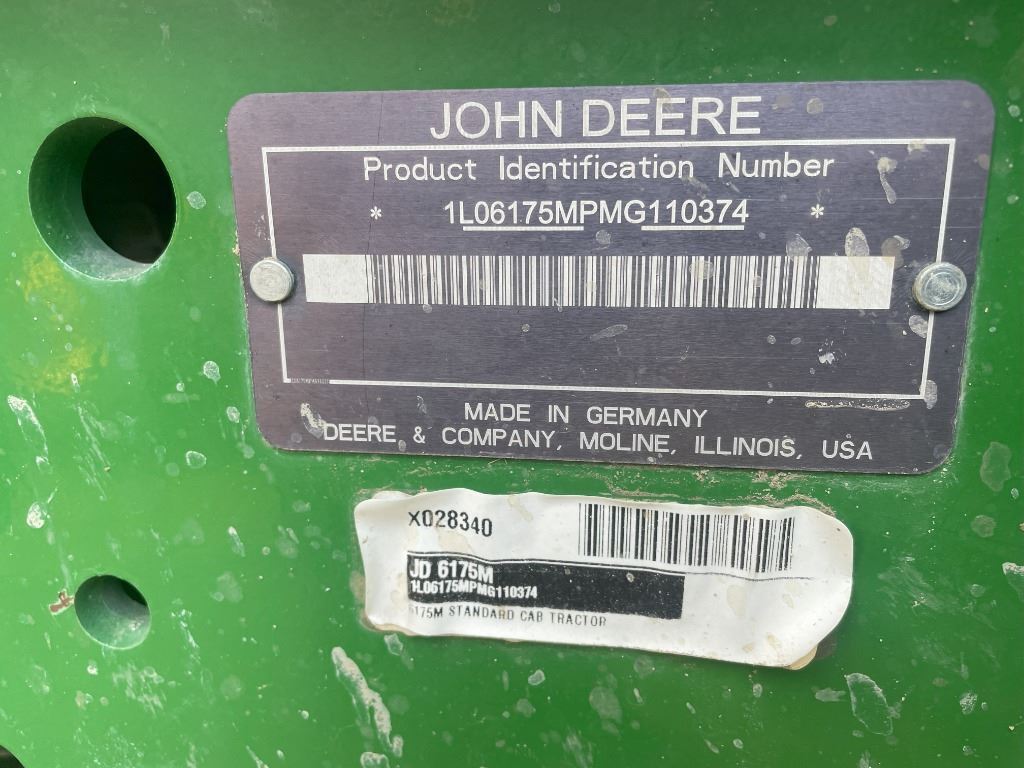 JOHN DEERE
Product Identification Number
* 1L06175MPMG110374 *
MADE IN GERMANY
DEERE & COMPANY, MOLINE, ILLINOIS, USA
X028340
JD 6175M
1L06175MPMG110374
6175M STANDARD CAB TRACTOR